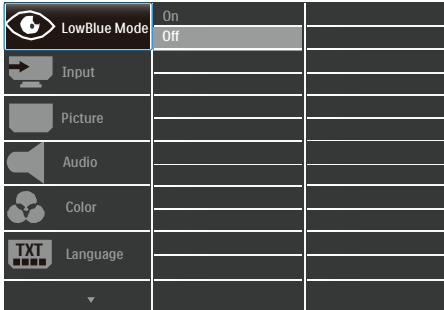 LowBlue Mode
On
Off
Input
Picture
Audio
Color
TXT
Language